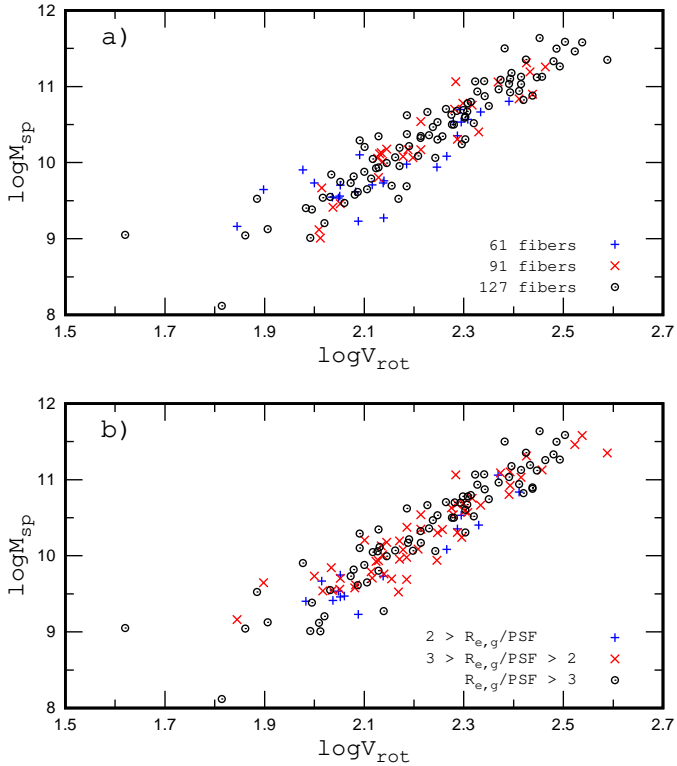 a)
12
11
10
9
8
logM_sp
61 fibers
91 fibers
127 fibers
1.5 1.7 1.9 2.1 2.3 2.5 2.7
logV_rot
b)
12
11
10
9
8
logM_sp
2 > R_e,g/PSF
3 > R_e,g/PSF > 2
R_e,g/PSF > 3
1.5 1.7 1.9 2.1 2.3 2.5 2.7
logV_rot